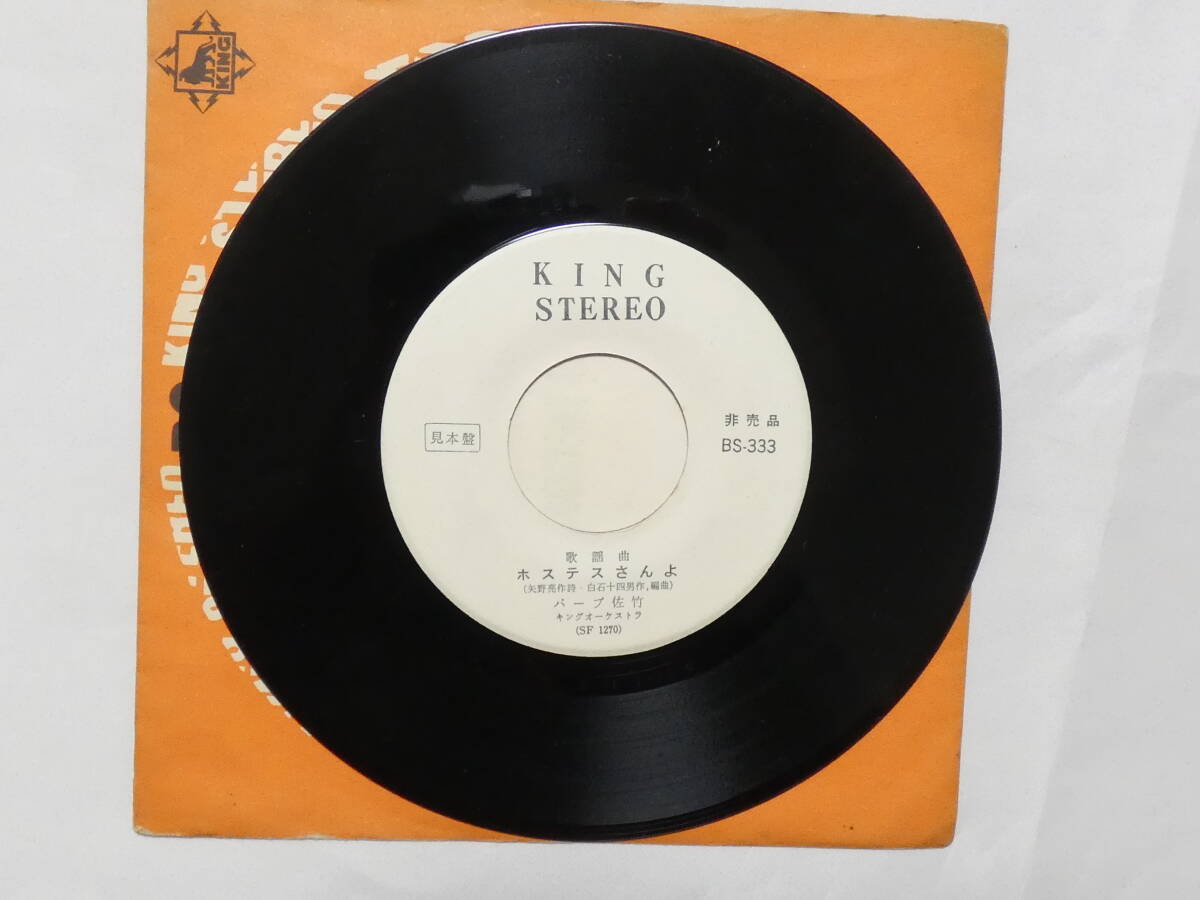 KING
KING
STEREO
見本盤
非売品
BS-333
歌謡曲
ホステスさんよ
(矢野亮作詩・白石十四男作,編曲)
バーブ佐竹
キングオーケストラ
(SF 1270)
KING STEREO